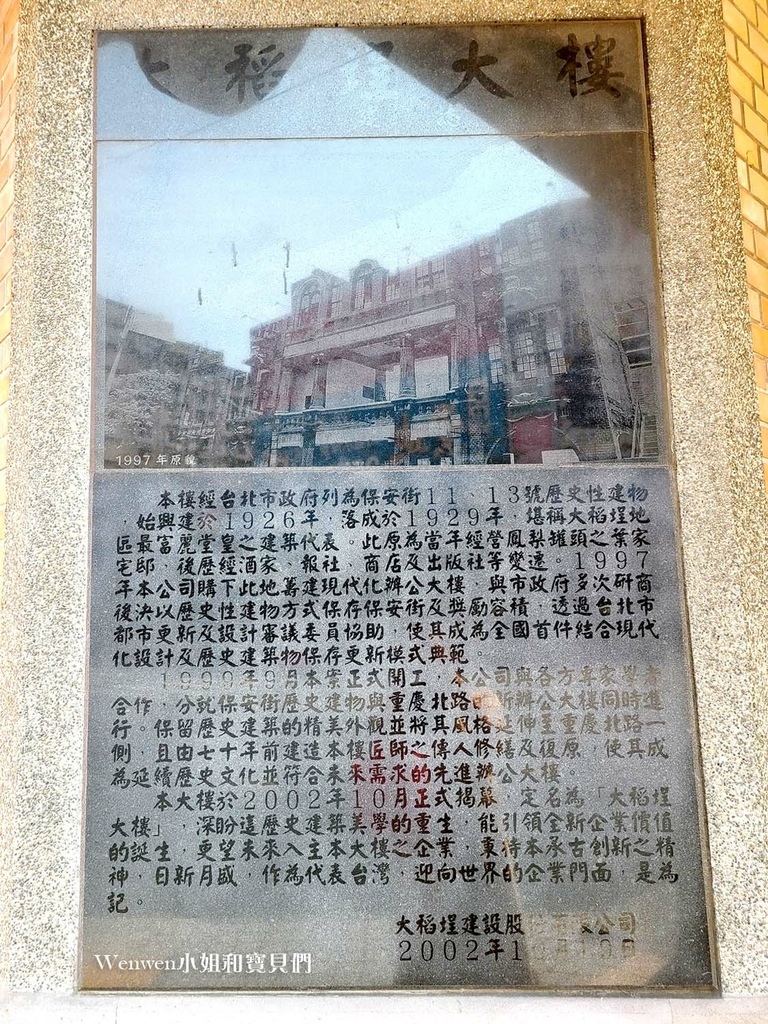 大稻 大樓
1997年原貌
本樓經台北市政府列為保安街11、13號歷史性建物
，始興建於1926年，落成於1929年，堪稱大稻埕地
區最富麗堂皇之建築代表。此原為當年經營鳳梨罐頭之葉家
宅邸，後歷經酒家、報社、商店及出版社等變遷。1997
年本公司購下此地籌建現代化辦公大樓，與市政府多次研商
後決以歷史性建物方式保存保安街及獎勵容積，透過台北市
都市更新及設計審議委員協助，使其成為全國首件結合現代
化設計及歷史建築物保存更新模式典範。
1999年9月本案正式開工，本公司與各方專家學者
合作，分就保安街歷史建物與重慶北路的新辦公大樓同時進
行。保留歷史建築的精美外觀並將其風格延伸至重慶北路一
側，且由七十年前建造本樓匠師之傳人修繕及復原，使其成
為延續歷史文化並符合未來需求的先進辦公大樓。
本大樓於2002年10月正式揭幕，定名為「大稻埕
大樓」，深盼這歷史建築美學的重生，能引領全新企業價值
的誕生，更望未來入主本大樓之企業，秉持本承古創新之精
神，日新月盛，作為代表台灣，迎向世界的企業門面，是為
記。
大稻埕建設股 公司
2002年1
Wenwen小姐和寶貝們